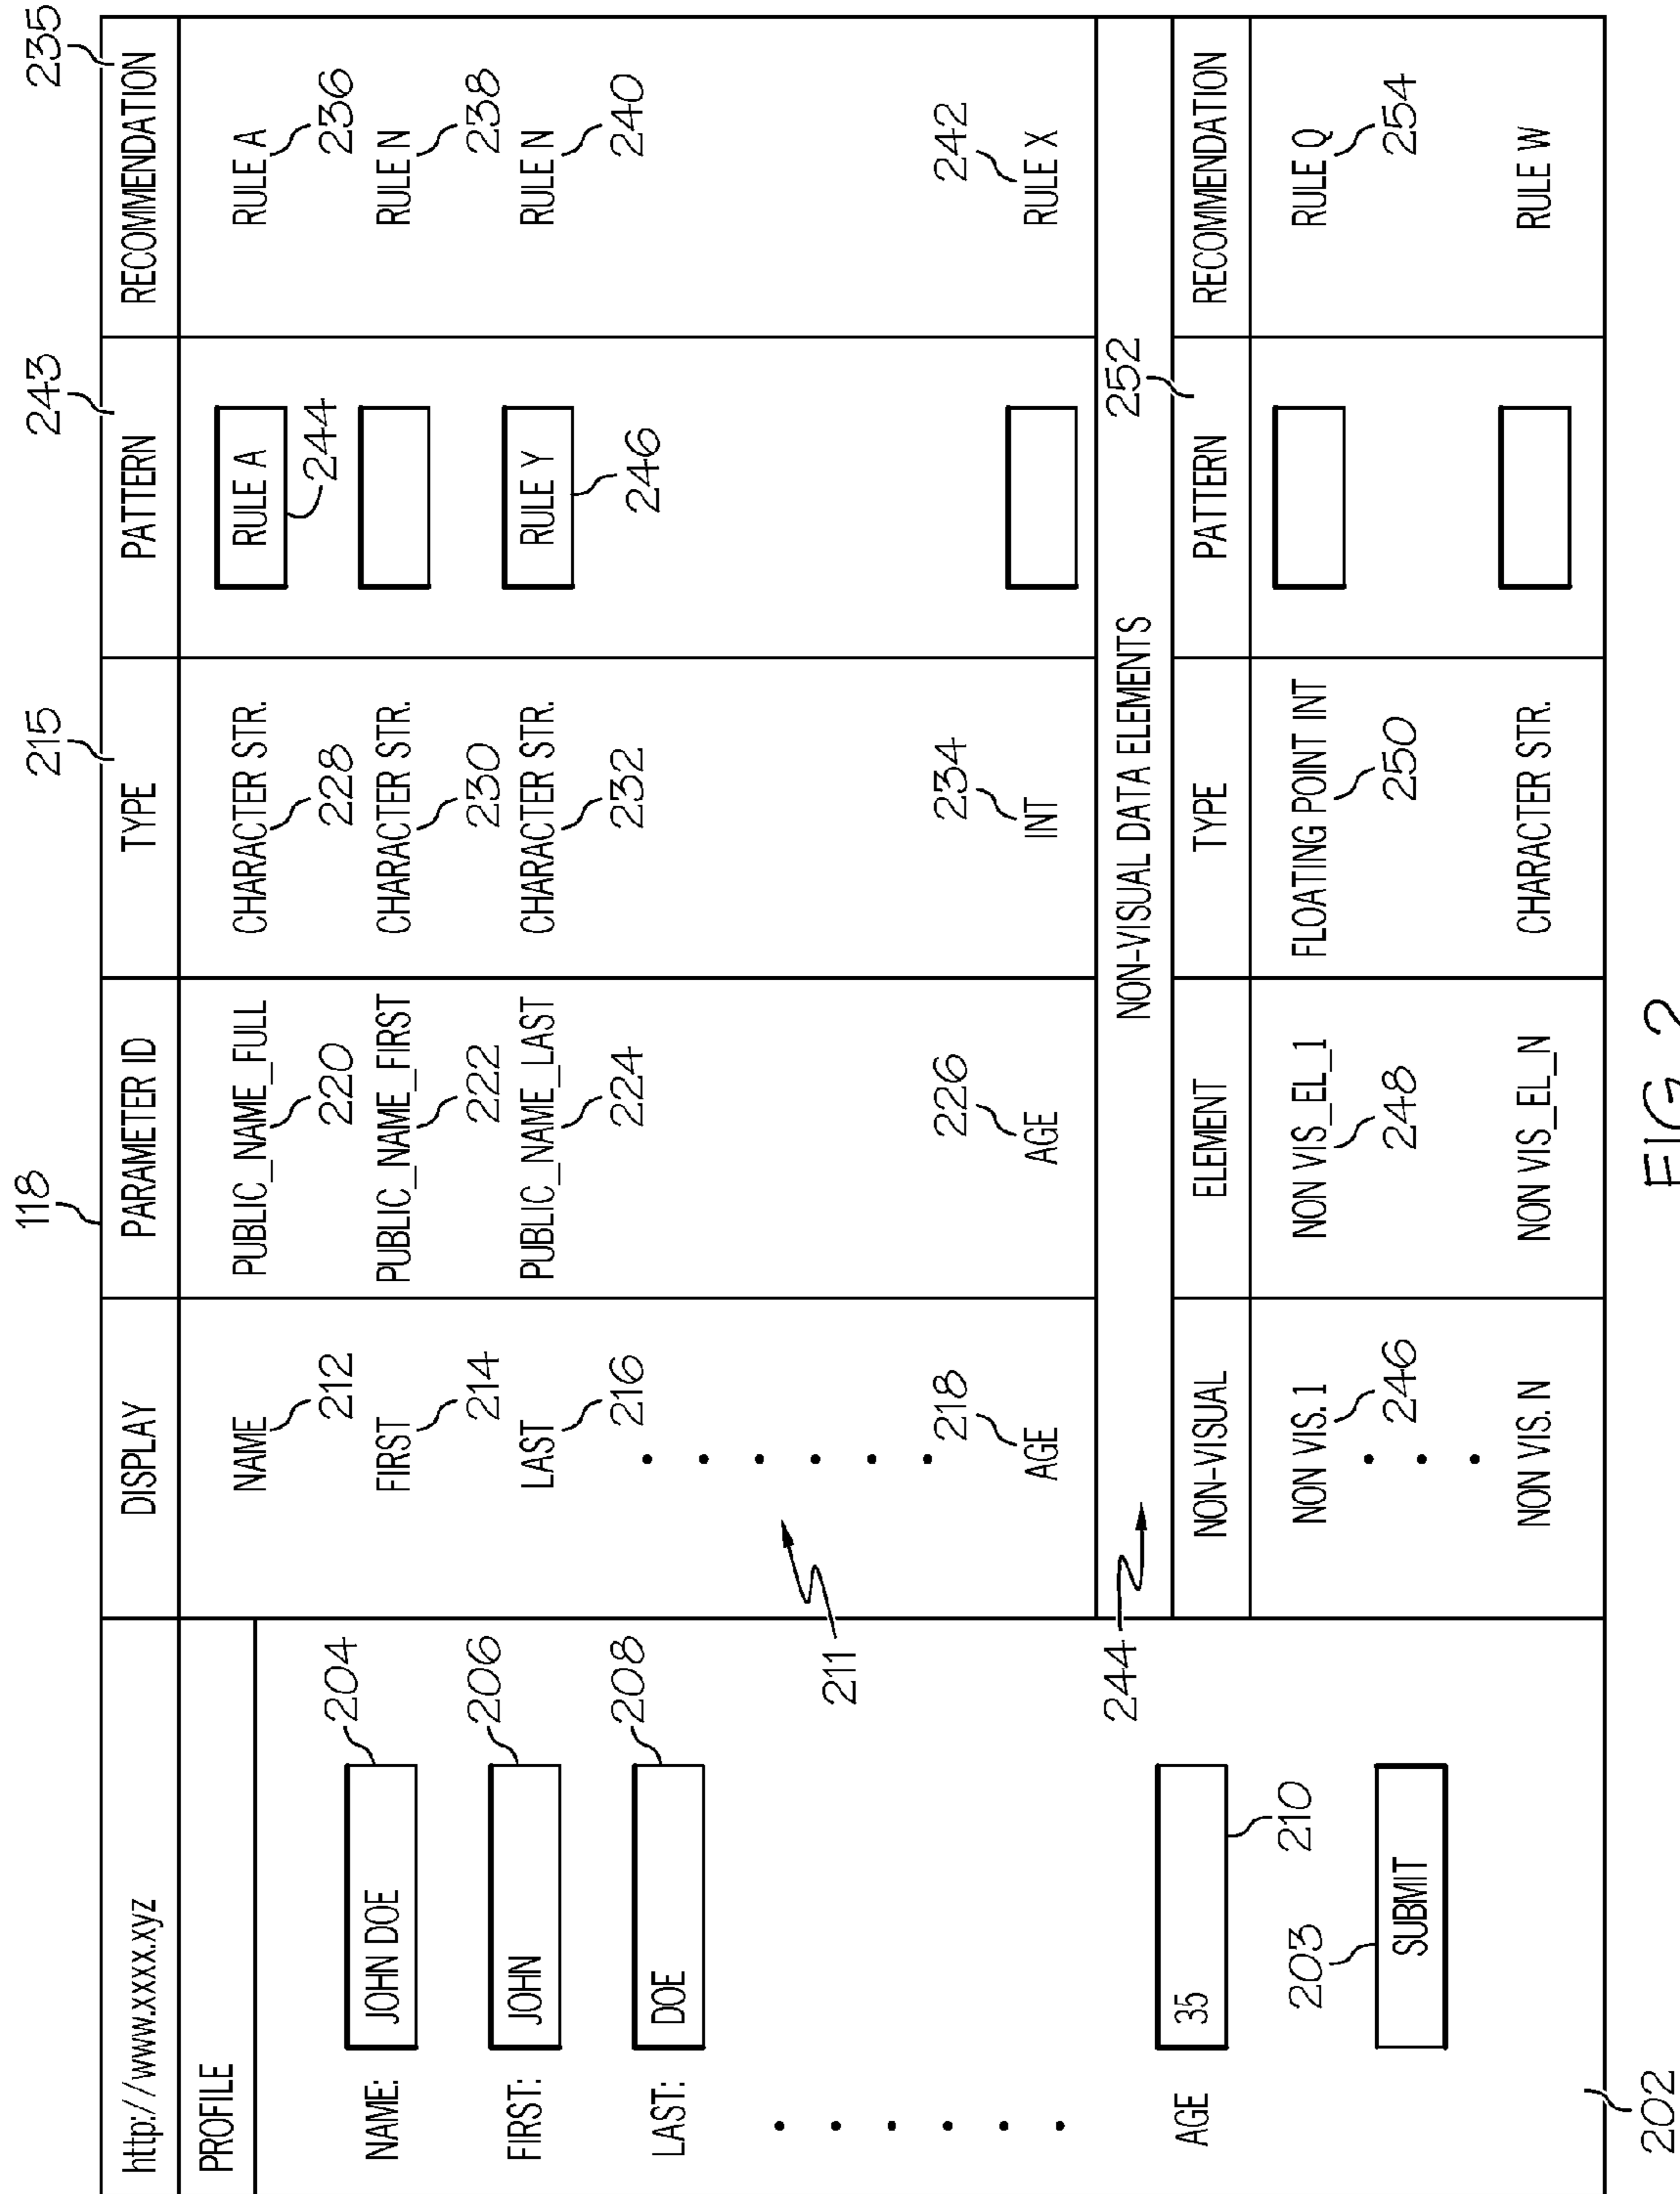 118
215
243
235
http://www.xxxx.xyz
DISPLAY
PARAMETER ID
TYPE
PATTERN
RECOMMENDATION
PROFILE
NAME:
JOHN DOE
204
NAME
212
PUBLIC_NAME_FULL
220
CHARACTER STR.
228
RULE A
244
RULE A
236
FIRST:
JOHN
206
FIRST
214
PUBLIC_NAME_FIRST
222
CHARACTER STR.
230
RULE N
238
LAST:
DOE
208
LAST
216
PUBLIC_NAME_LAST
224
CHARACTER STR.
232
RULE Y
246
RULE N
240
211
AGE
35
210
218
AGE
226
AGE
234
INT
242
RULE X
244
NON-VISUAL DATA ELEMENTS
252
NON-VISUAL
ELEMENT
TYPE
PATTERN
RECOMMENDATION
203
SUBMIT
NON VIS. 1
246
NON VIS_EL_1
248
FLOATING POINT INT
250
RULE Q
254
NON VIS. N
NON VIS_EL_N
CHARACTER STR.
RULE W
202